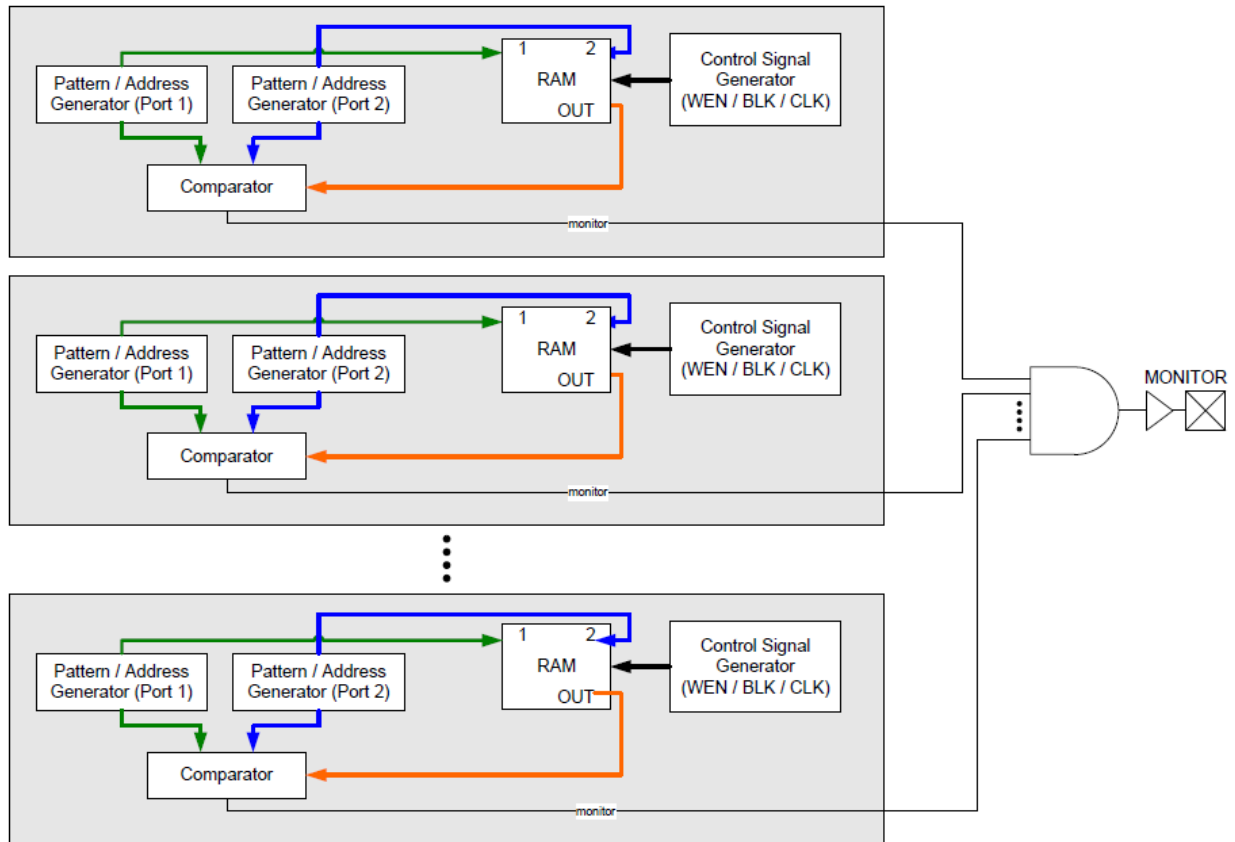 1 2
Pattern / Address
Generator (Port 1)
Pattern / Address
Generator (Port 2)
RAM
OUT
Control Signal
Generator
(WEN / BLK / CLK)
Comparator
monitor
1 2
Pattern / Address
Generator (Port 1)
Pattern / Address
Generator (Port 2)
RAM
OUT
Control Signal
Generator
(WEN / BLK / CLK)
Comparator
monitor
MONITOR
1 2
Pattern / Address
Generator (Port 1)
Pattern / Address
Generator (Port 2)
RAM
OUT
Control Signal
Generator
(WEN / BLK / CLK)
Comparator
monitor